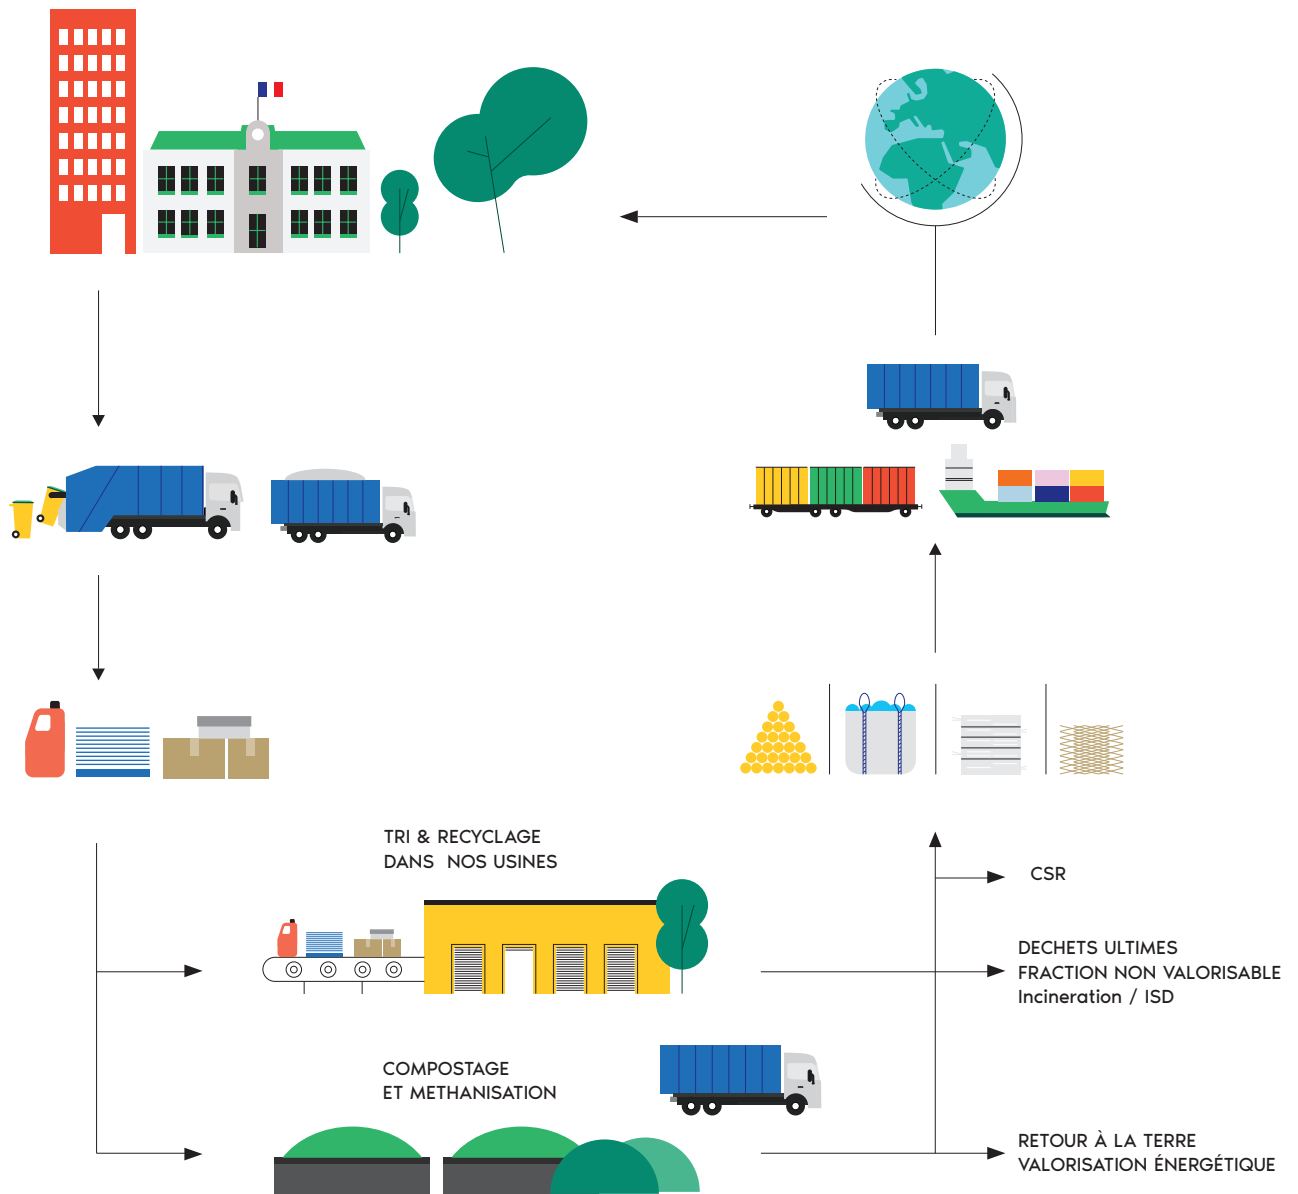 TRI & RECYCLAGE
DANS NOS USINES
CSR
DECHETS ULTIMES
FRACTION NON VALORISABLE
Incineration / ISD
COMPOSTAGE
ET METHANISATION
RETOUR À LA TERRE
VALORISATION ÉNERGÉTIQUE